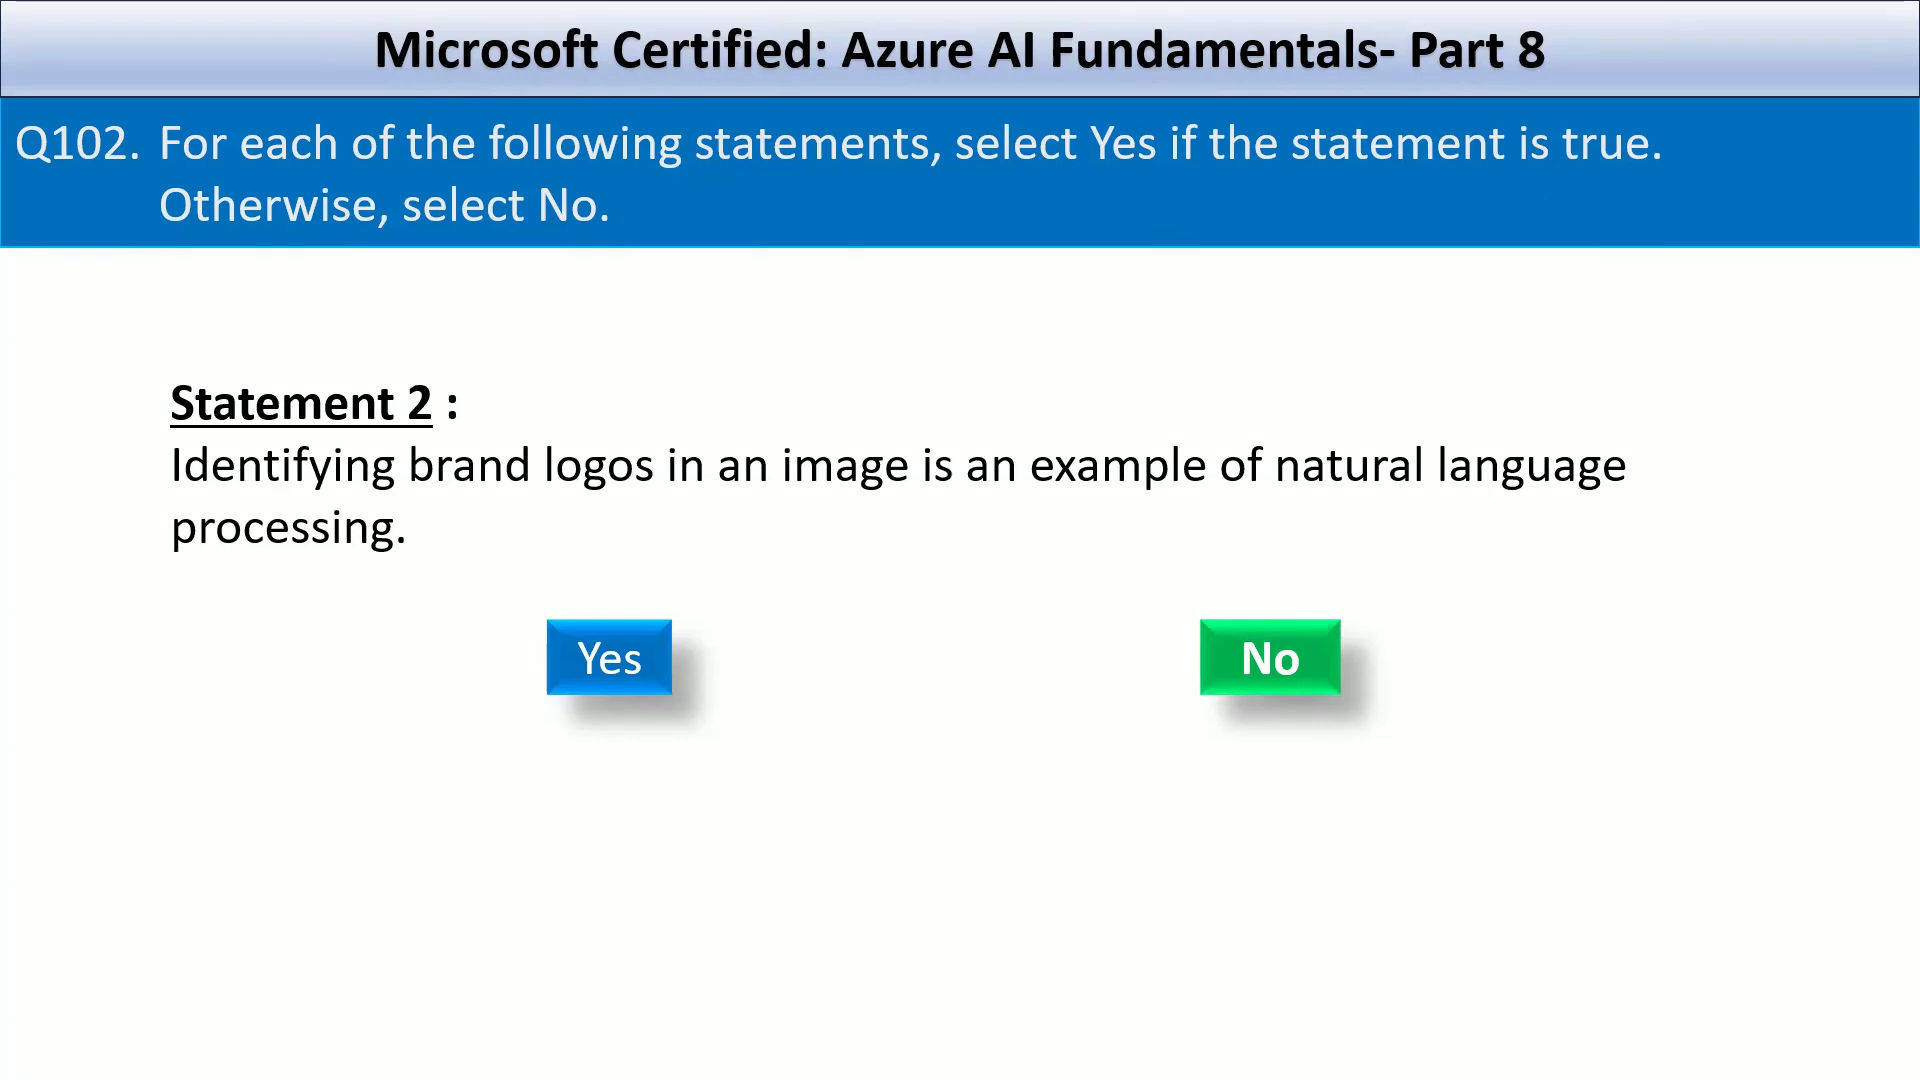 Microsoft Certified: Azure AI Fundamentals- Part 8
Q102. For each of the following statements, select Yes if the statement is true.
Otherwise, select No.
Statement 2 :
Identifying brand logos in an image is an example of natural language
processing.
Yes
No